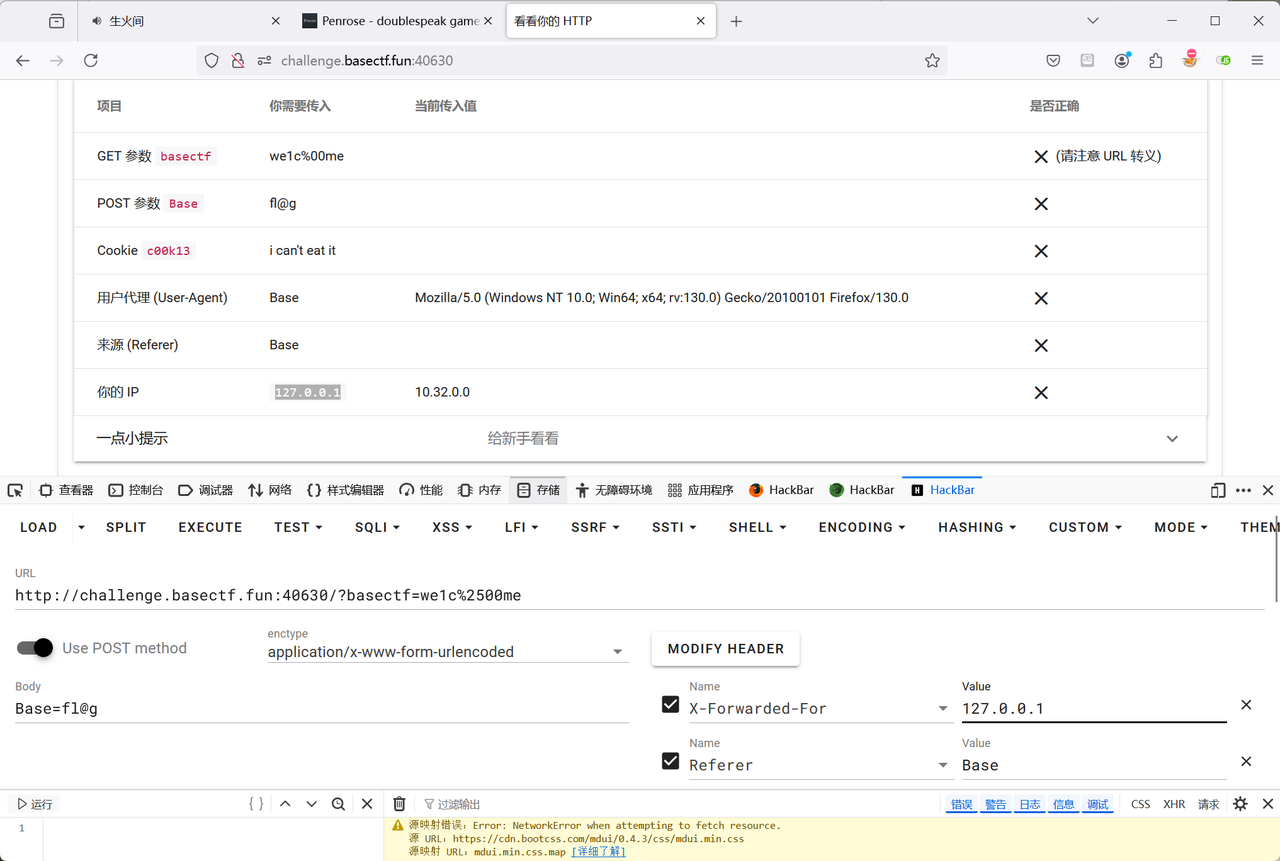 生火间
Penrose - doublespeak game
看看你的 HTTP
challenge.basectf.fun:40630
项目 你需要传入 当前传入值 是否正确
GET 参数 basectf we1c%00me (请注意 URL 转义)
POST 参数 Base fl@g
Cookie c00k13 i can't eat it
用户代理 (User-Agent) Base Mozilla/5.0 (Windows NT 10.0; Win64; x64; rv:130.0) Gecko/20100101 Firefox/130.0
来源 (Referer) Base
你的 IP 127.0.0.1 10.32.0.0
一点小提示 给新手看看
查看器 控制台 调试器 网络 样式编辑器 性能 内存 存储 无障碍环境 应用程序 HackBar HackBar HackBar
LOAD SPLIT EXECUTE TEST SQLI XSS LFI SSRF SSTI SHELL ENCODING HASHING CUSTOM MODE THEM
URL
http://challenge.basectf.fun:40630/?basectf=we1c%2500me
Use POST method
enctype
application/x-www-form-urlencoded
MODIFY HEADER
Body
Base=fl@g
Name Value
X-Forwarded-For 127.0.0.1
Name Value
Referer Base
运行 { } 过滤输出 错误 警告 日志 信息 调试 CSS XHR 请求
1
源映射错误：Error: NetworkError when attempting to fetch resource.
源 URL：https://cdn.bootcss.com/mdui/0.4.3/css/mdui.min.css
源映射 URL：mdui.min.css.map [详细了解]